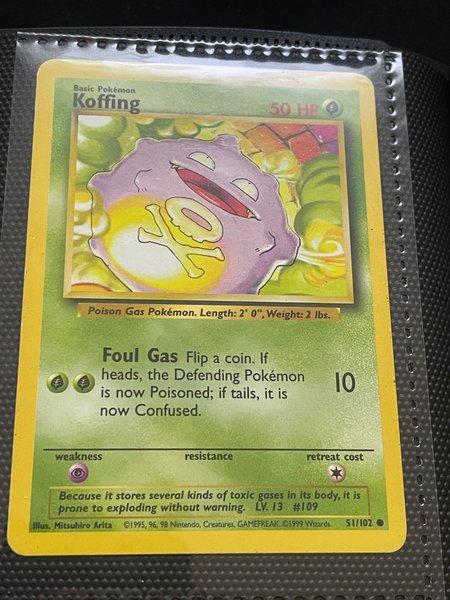 Basic Pokémon
Koffing
50 HP
Poison Gas Pokémon. Length: 2' 0", Weight: 2 lbs.
Foul Gas Flip a coin. If
heads, the Defending Pokémon
is now Poisoned; if tails, it is
now Confused.
10
weakness resistance retreat cost
Because it stores several kinds of toxic gases in its body, it is
prone to exploding without warning. LV. 13 #109
Illus. Mitsuhiro Arita ©1995, 96, 98 Nintendo, Creatures, GAMEFREAK. ©1999 Wizards. 51/102